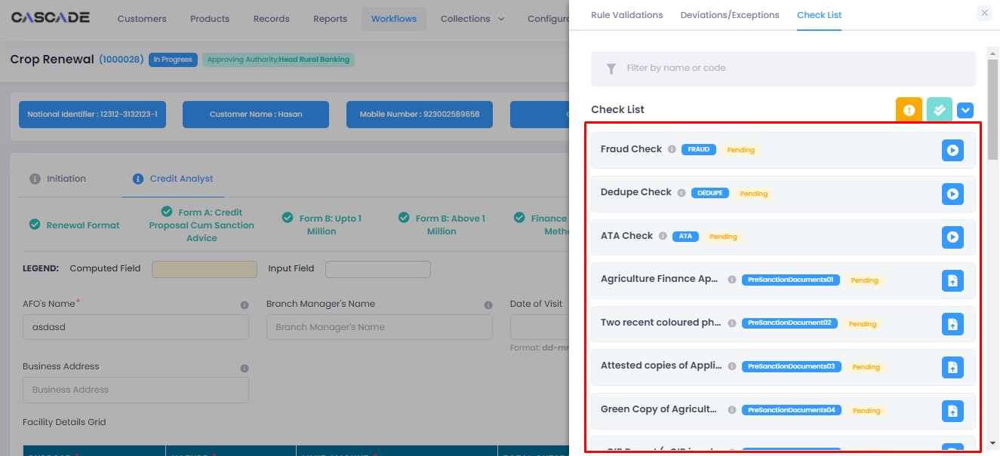 CASCADE
Customers
Products
Records
Reports
Workflows
Collections
Crop Renewal (1000028) In Progress Approving Authority:Head Rural Banking
National Identifier : 12312-3132123-1
Customer Name : Hasan
Mobile Number : 923002589658
Initiation
Credit Analyst
Renewal Format
Form A: Credit
Proposal Cum Sanction
Advice
Form B: Upto 1
Million
Form B: Above 1
Million
Finance
LEGEND: Computed Field Input Field
AFO's Name*
Branch Manager's Name
Date of Visit
asdasd
Branch Manager's Name
Format:
Business Address
Business Address
Facility Details Grid
Rule Validations
Deviations/Exceptions
Check List
Filter by name or code
Check List
Fraud Check FRAUD Pending
Dedupe Check DEDUPE Pending
ATA Check ATA Pending
Agriculture Finance Ap... PreSanctionDocuments01 Pending
Two recent coloured ph... PreSanctionDocument02 Pending
Attested copies of Appli... PreSanctionDocuments03 Pending
Green Copy of Agricult... PreSanctionDocuments04 Pending